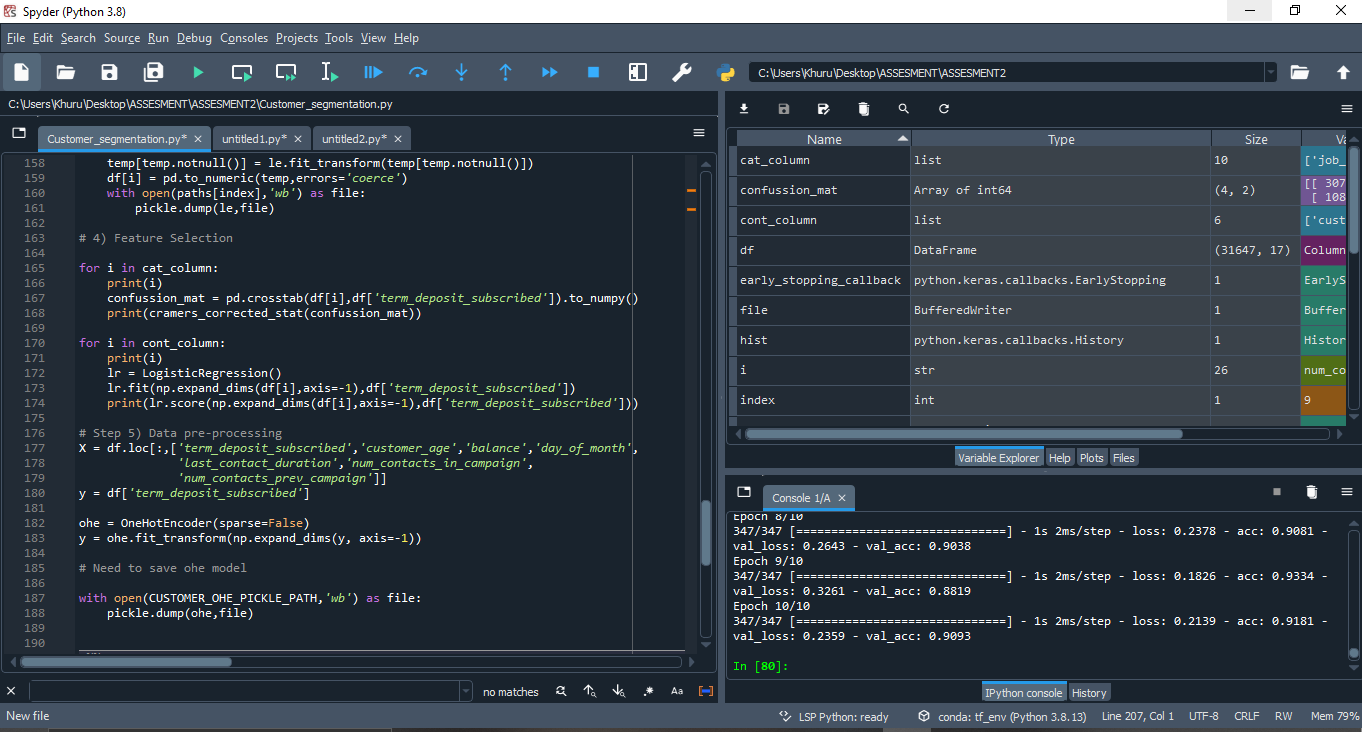 Spyder (Python 3.8)
File Edit Search Source Run Debug Consoles Projects Tools View Help
C:\Users\Khuru\Desktop\ASSESMENT\ASSESMENT2
C:\Users\Khuru\Desktop\ASSESMENT\ASSESMENT2\Customer_segmentation.py
Customer_segmentation.py* untitled1.py* untitled2.py*
158 temp[temp.notnull()] = le.fit_transform(temp[temp.notnull()])
159 df[i] = pd.to_numeric(temp,errors='coerce')
160 with open(paths[index],'wb') as file:
161 pickle.dump(le,file)
162
163 # 4) Feature Selection
164
165 for i in cat_column:
166 print(i)
167 confussion_mat = pd.crosstab(df[i],df['term_deposit_subscribed']).to_numpy()
168 print(cramers_corrected_stat(confussion_mat))
169
170 for i in cont_column:
171 print(i)
172 lr = LogisticRegression()
173 lr.fit(np.expand_dims(df[i],axis=-1),df['term_deposit_subscribed'])
174 print(lr.score(np.expand_dims(df[i],axis=-1),df['term_deposit_subscribed']))
175
176 # Step 5) Data pre-processing
177 X = df.loc[:,['term_deposit_subscribed','customer_age','balance','day_of_month',
178 'last_contact_duration','num_contacts_in_campaign',
179 'num_contacts_prev_campaign']]
180 y = df['term_deposit_subscribed']
181
182 ohe = OneHotEncoder(sparse=False)
183 y = ohe.fit_transform(np.expand_dims(y, axis=-1))
184
185 # Need to save ohe model
186
187 with open(CUSTOMER_OHE_PICKLE_PATH,'wb') as file:
188 pickle.dump(ohe,file)
189
190
no matches Aa
Name Type Size Va
cat_column list 10 ['job_
confussion_mat Array of int64 (4, 2) [[ 307
[ 108
cont_column list 6 ['cust
df DataFrame (31647, 17) Column
early_stopping_callback python.keras.callbacks.EarlyStopping 1 EarlyS
file BufferedWriter 1 Buffer
hist python.keras.callbacks.History 1 Histor
i str 26 num_co
index int 1 9
Variable Explorer Help Plots Files
Console 1/A
Epoch 8/10
347/347 [==============================] - 1s 2ms/step - loss: 0.2378 - acc: 0.9081 -
val_loss: 0.2643 - val_acc: 0.9038
Epoch 9/10
347/347 [==============================] - 1s 2ms/step - loss: 0.1826 - acc: 0.9334 -
val_loss: 0.3261 - val_acc: 0.8819
Epoch 10/10
347/347 [==============================] - 1s 2ms/step - loss: 0.2139 - acc: 0.9181 -
val_loss: 0.2359 - val_acc: 0.9093
In [80]:
IPython console History
New file LSP Python: ready conda: tf_env (Python 3.8.13) Line 207, Col 1 UTF-8 CRLF RW Mem 79%